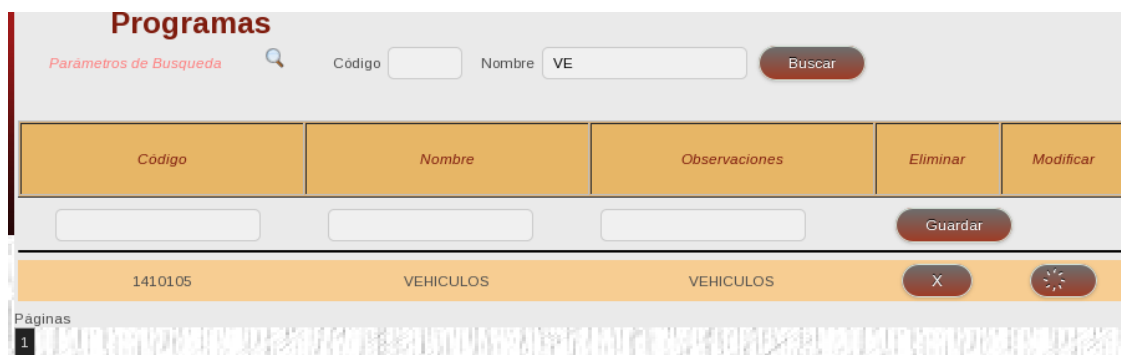 Programas
Parámetros de Busqueda Código Nombre VE Buscar
Código Nombre Observaciones Eliminar Modificar
Guardar
1410105 VEHICULOS VEHICULOS X
Páginas
1